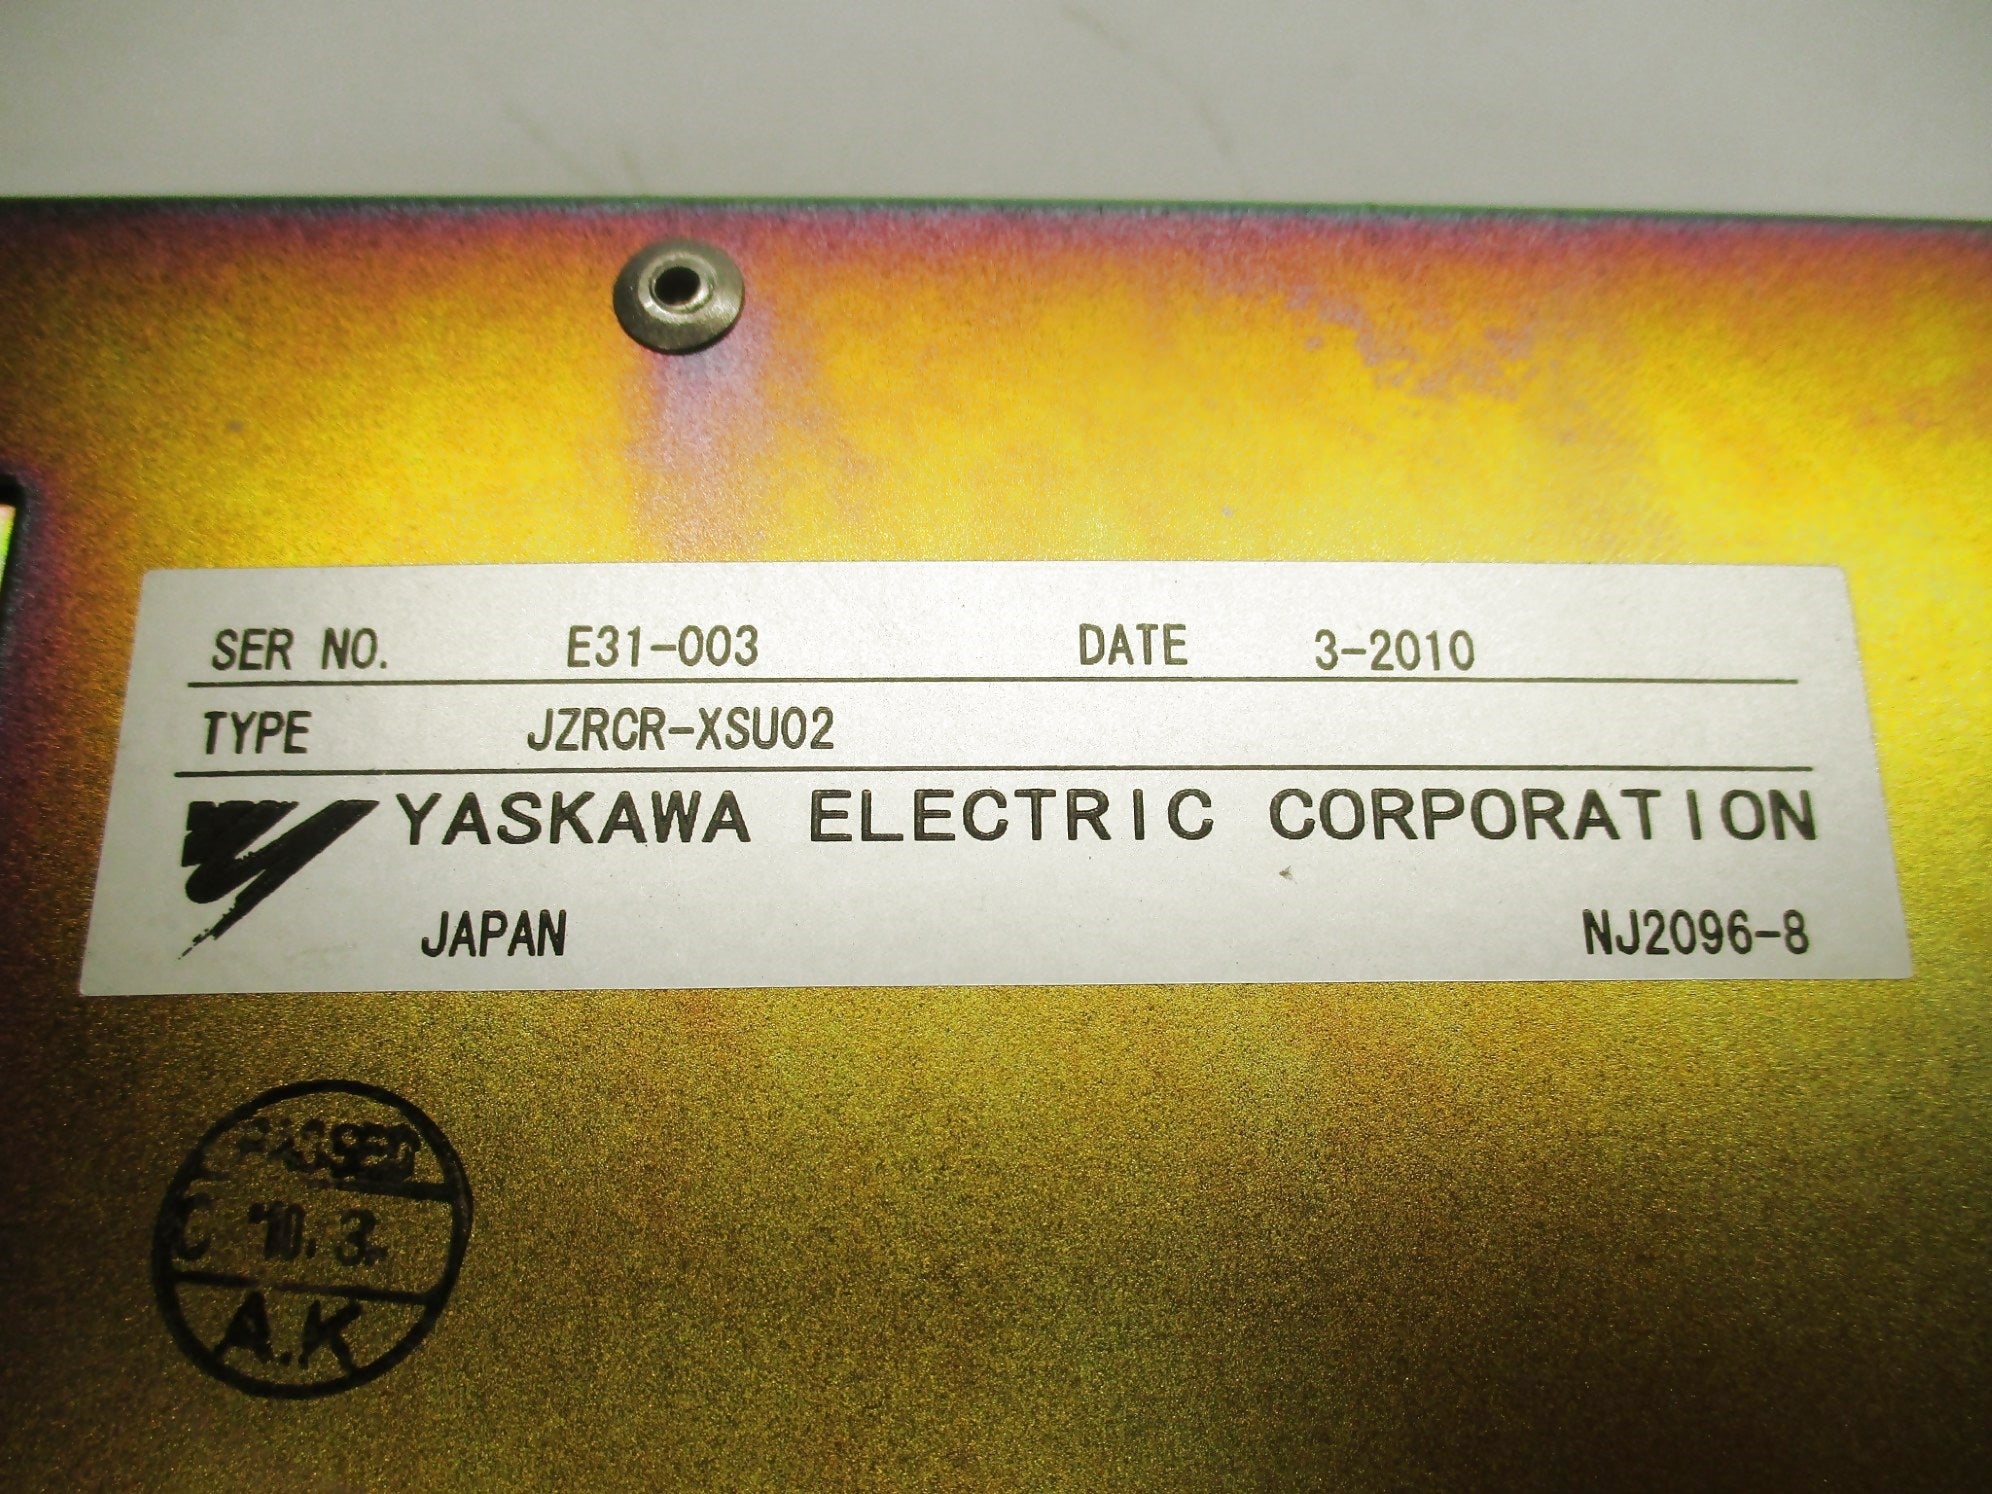 SER NO. E31-003 DATE 3-2010
TYPE JZRCR-XSU02
YASKAWA ELECTRIC CORPORATION
JAPAN NJ2096-8
PASSED
C '10.3.
A.K